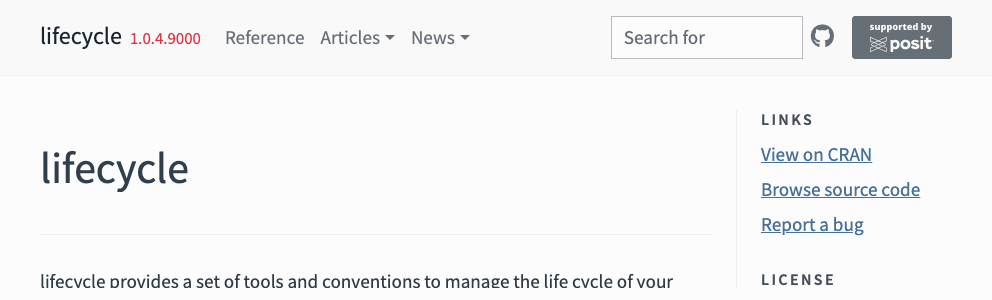 lifecycle 1.0.4.9000 Reference Articles News Search for supported by posit
lifecycle
lifecycle provides a set of tools and conventions to manage the life cycle of your
LINKS
View on CRAN
Browse source code
Report a bug
LICENSE